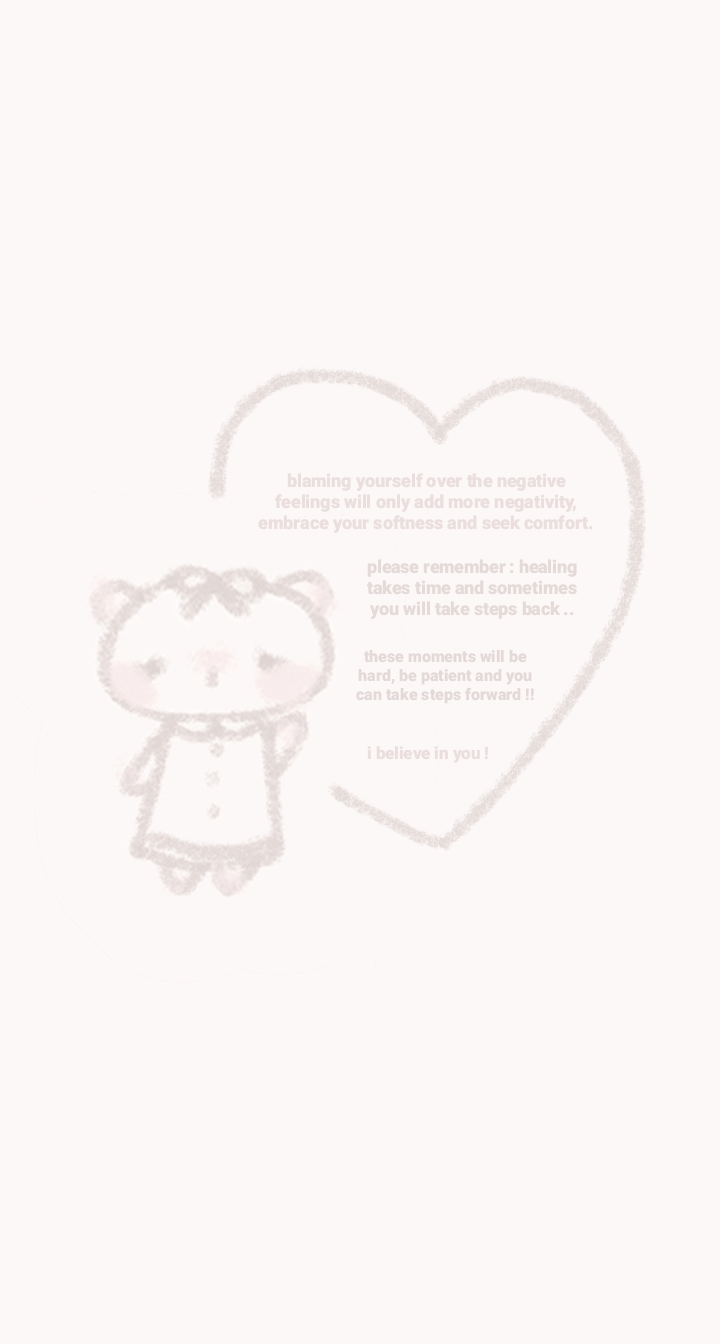 blaming yourself over the negative
feelings will only add more negativity,
embrace your softness and seek comfort.
please remember : healing
takes time and sometimes
you will take steps back ..
these moments will be
hard, be patient and you
can take steps forward !!
i believe in you !